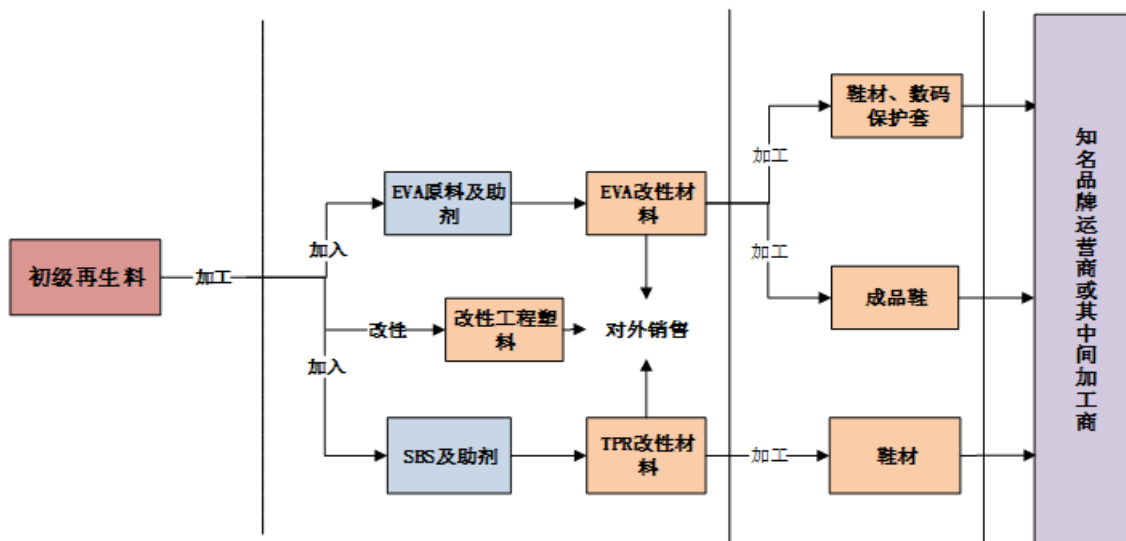 初级再生料
加工
加入
改性
加入
EVA原料及助
剂
改性工程塑
料
SBS及助剂
EVA改性材
料
对外销售
TPR改性材
料
加工
加工
加工
鞋材、数码
保护套
成品鞋
鞋材
知名品牌运营商或其中间加工商